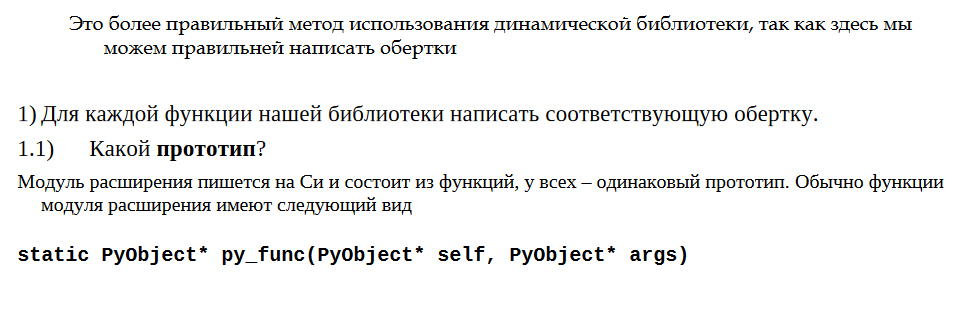 Это более правильный метод использования динамической библиотеки, так как здесь мы
можем правильней написать обертки
1) Для каждой функции нашей библиотеки написать соответствующую обертку.
1.1) Какой прототип?
Модуль расширения пишется на Си и состоит из функций, у всех – одинаковый прототип. Обычно функции
модуля расширения имеют следующий вид
static PyObject* py_func(PyObject* self, PyObject* args)